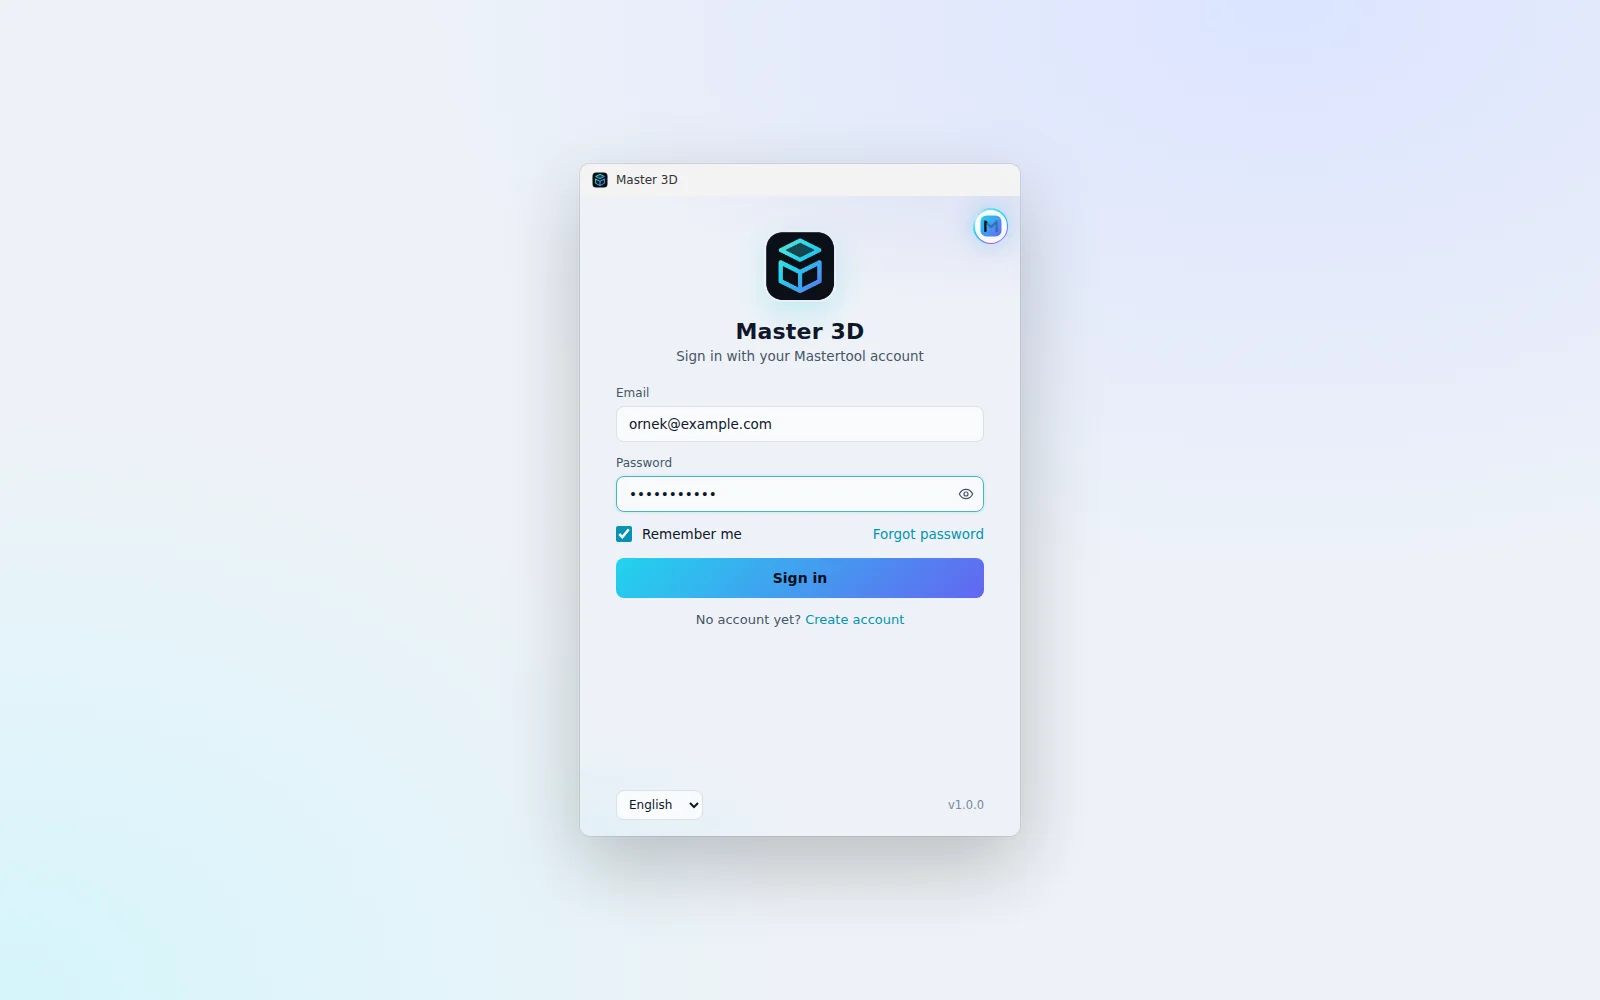 Master 3D
M
Master 3D
Sign in with your Mastertool account
Email
ornek@example.com
Password
•••••••••••
Remember me
Forgot password
Sign in
No account yet? Create account
English
v1.0.0